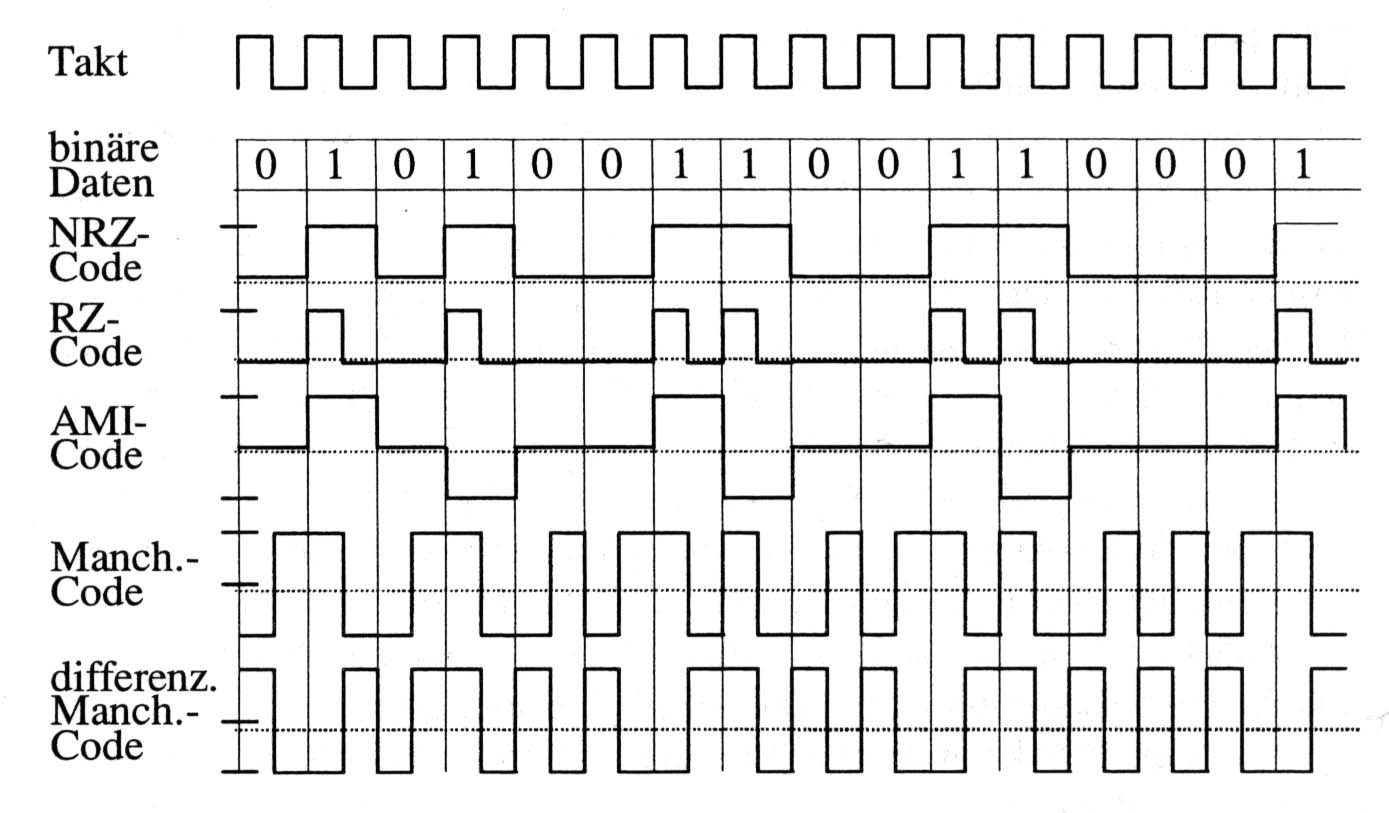 Takt
binäre
Daten
0 1 0 1 0 0 1 1 0 0 1 1 0 0 0 1
NRZ-
Code
RZ-
Code
AMI-
Code
Manch.-
Code
differenz.
Manch.-
Code